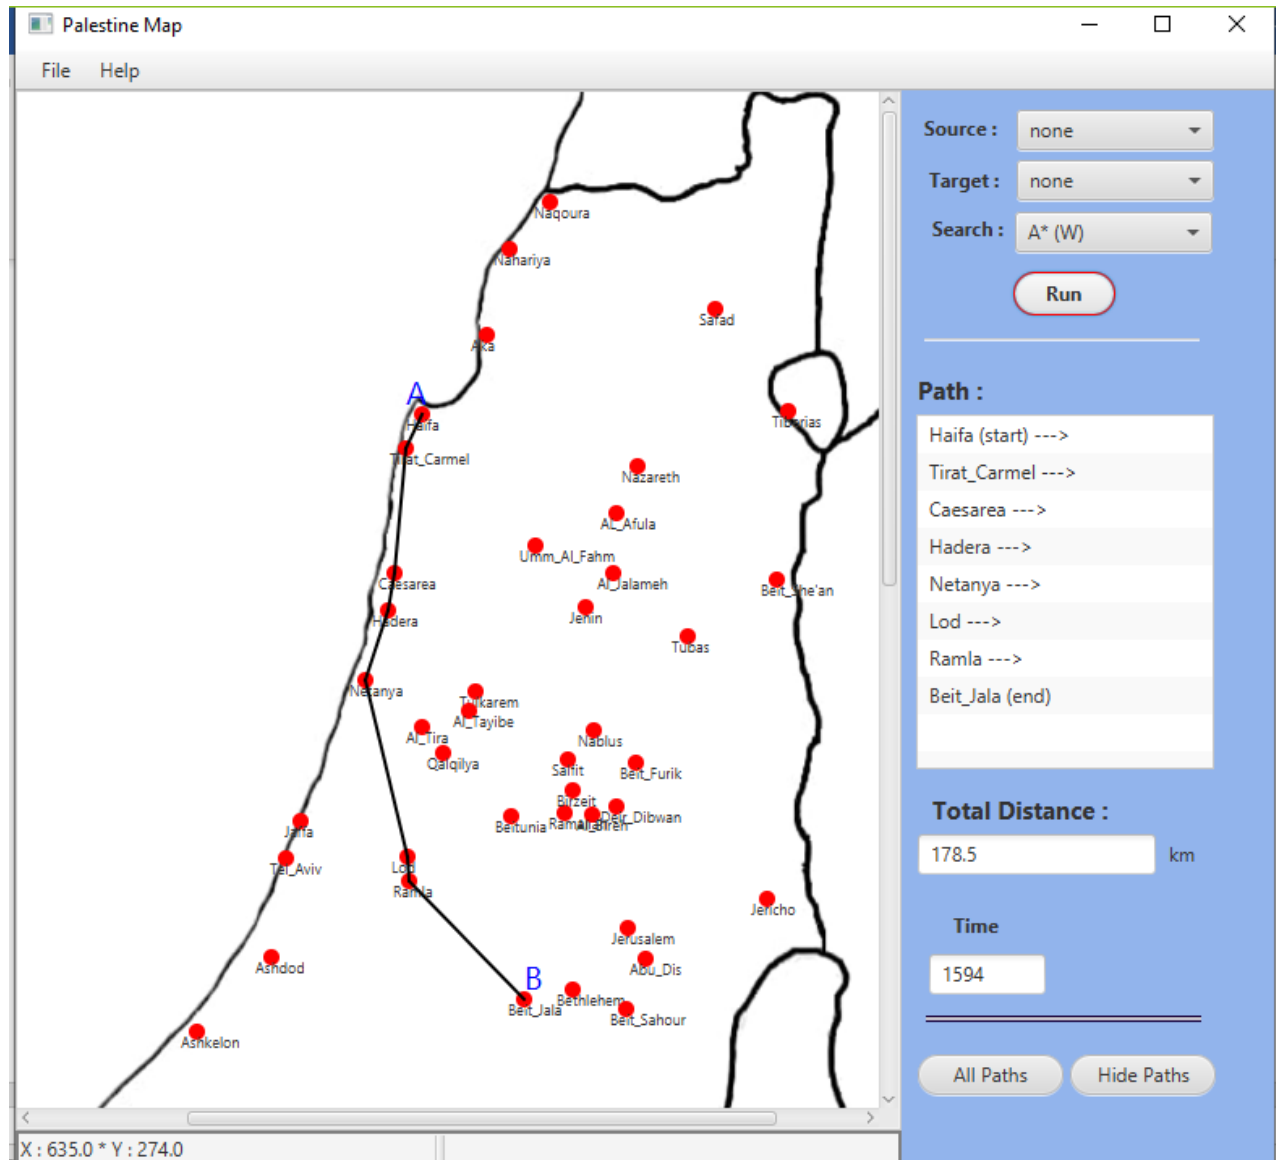 Palestine Map
File Help
Naqoura
Nahariya
Safad
Aka
A
Haifa
Tiberias
Tirat_Carmel
Nazareth
AL_Afula
Umm_Al_Fahm
Caesarea
Al_Jalameh
Beit_She'an
Hadera
Jenin
Tubas
Netanya
Tulkarem
Al_Tayibe
Al_Tira
Nablus
Qalqilya
Salfit
Beit_Furik
Birzeit
Jaffa
Beitunia
Ramallah
Al_Bireh
Deir_Dibwan
Tel_Aviv
Lod
Ramla
Jericho
Jerusalem
Ashdod
Abu_Dis
B
Beit_Jala
Bethlehem
Beit_Sahour
Ashkelon
X : 635.0 * Y : 274.0
Source : none
Target : none
Search : A* (W)
Run
Path :
Haifa (start) --->
Tirat_Carmel --->
Caesarea --->
Hadera --->
Netanya --->
Lod --->
Ramla --->
Beit_Jala (end)
Total Distance :
178.5 km
Time
1594
All Paths Hide Paths